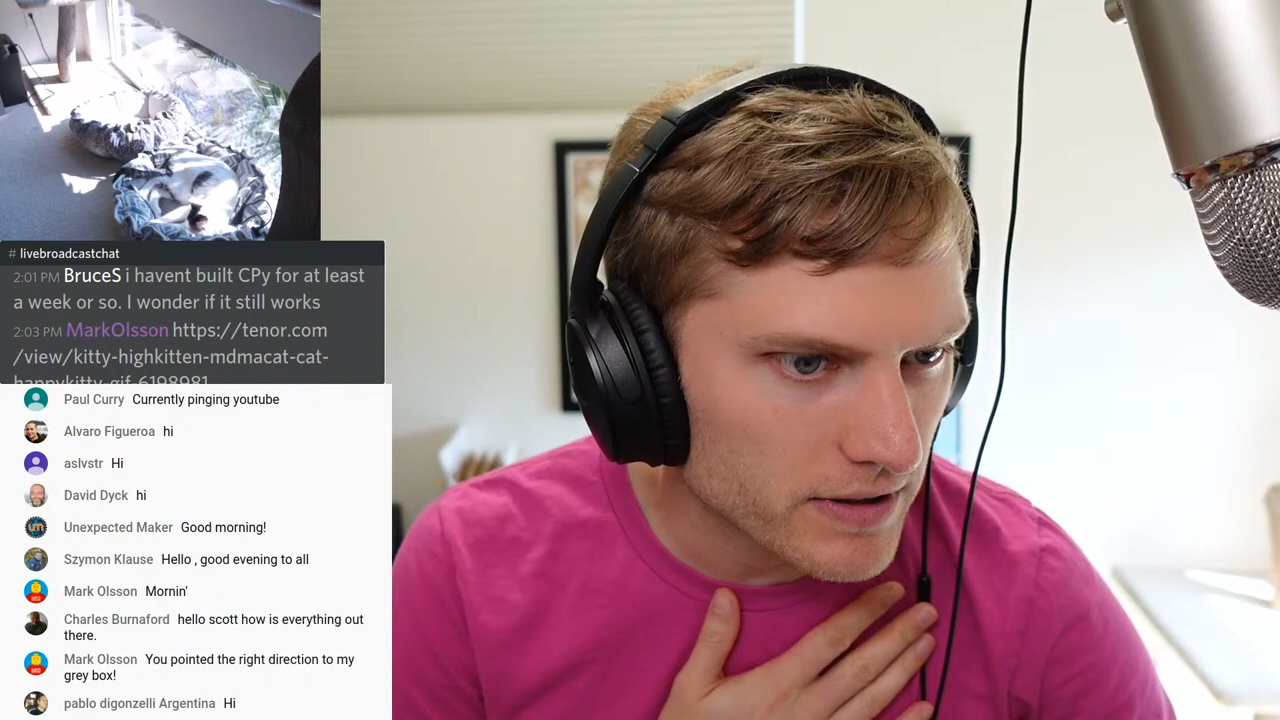 # livebroadcastchat
2:01 PM BruceS i havent built CPy for at least
a week or so. I wonder if it still works
2:03 PM MarkOlsson https://tenor.com
/view/kitty-highkitten-mdmacat-cat-
happykitty-gif-6198981
Paul Curry Currently pinging youtube
Alvaro Figueroa hi
aslvstr Hi
David Dyck hi
Unexpected Maker Good morning!
Szymon Klause Hello , good evening to all
Mark Olsson Mornin'
Charles Burnaford hello scott how is everything out
there.
Mark Olsson You pointed the right direction to my
grey box!
pablo digonzelli Argentina Hi